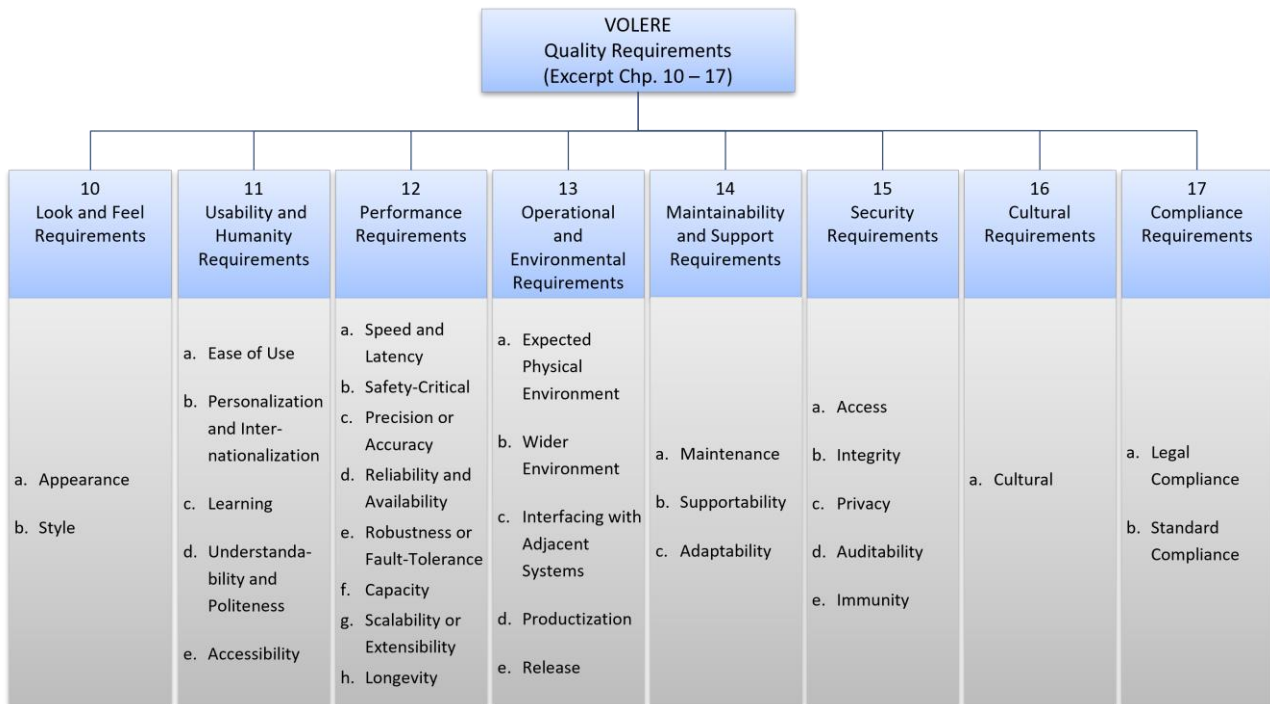 VOLERE
Quality Requirements
(Excerpt Chp. 10 – 17)
10
Look and Feel
Requirements
a. Appearance
b. Style
11
Usability and
Humanity
Requirements
a. Ease of Use
b. Personalization
and Inter-
nationalization
c. Learning
d. Understanda-
bility and
Politeness
e. Accessibility
12
Performance
Requirements
a. Speed and
Latency
b. Safety-Critical
c. Precision or
Accuracy
d. Reliability and
Availability
e. Robustness or
Fault-Tolerance
f. Capacity
g. Scalability or
Extensibility
h. Longevity
13
Operational
and
Environmental
Requirements
a. Expected
Physical
Environment
b. Wider
Environment
c. Interfacing with
Adjacent
Systems
d. Productization
e. Release
14
Maintainability
and Support
Requirements
a. Maintenance
b. Supportability
c. Adaptability
15
Security
Requirements
a. Access
b. Integrity
c. Privacy
d. Auditability
e. Immunity
16
Cultural
Requirements
a. Cultural
17
Compliance
Requirements
a. Legal
Compliance
b. Standard
Compliance